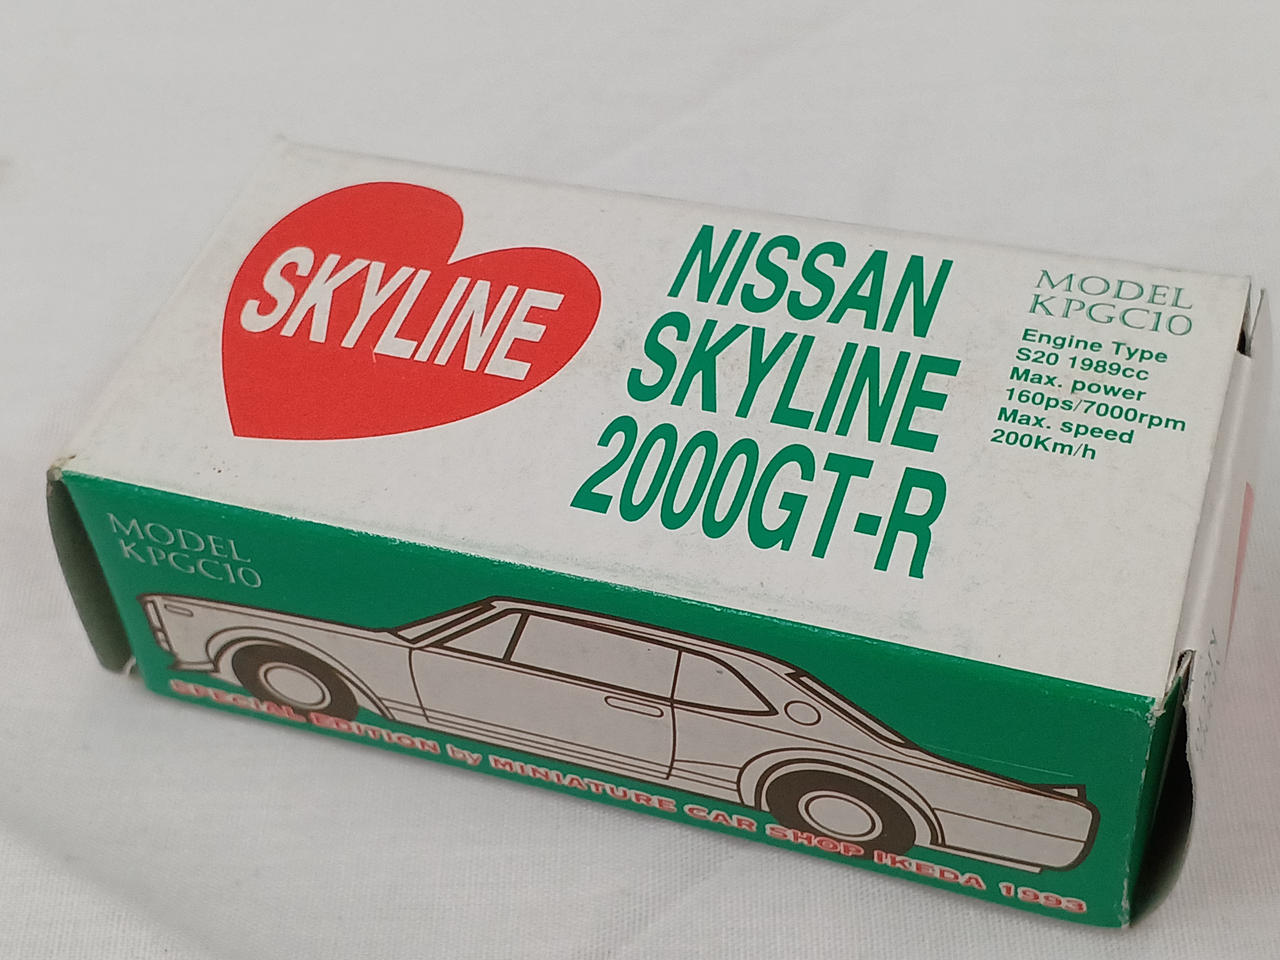 SKYLINE
NISSAN
SKYLINE
2000GT-R
MODEL
KPGC10
Engine Type
S20 1989cc
Max. power
160ps/7000rpm
Max. speed
200Km/h
MODEL
KPGC10
SPECIAL EDITION by MINIATURE CAR SHOP IKEDA 1993